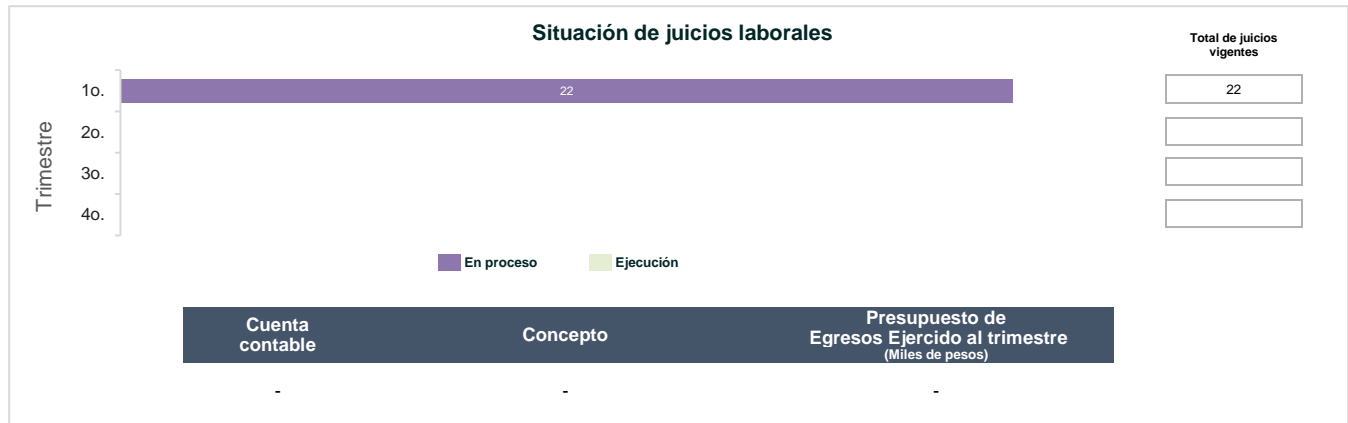 Situación de juicios laborales
Total de juicios
vigentes
Trimestre
1o.
22
22
2o.
3o.
4o.
En proceso
Ejecución
Cuenta
contable
Concepto
Presupuesto de
Egresos Ejercido al trimestre
(Miles de pesos)
-
-
-